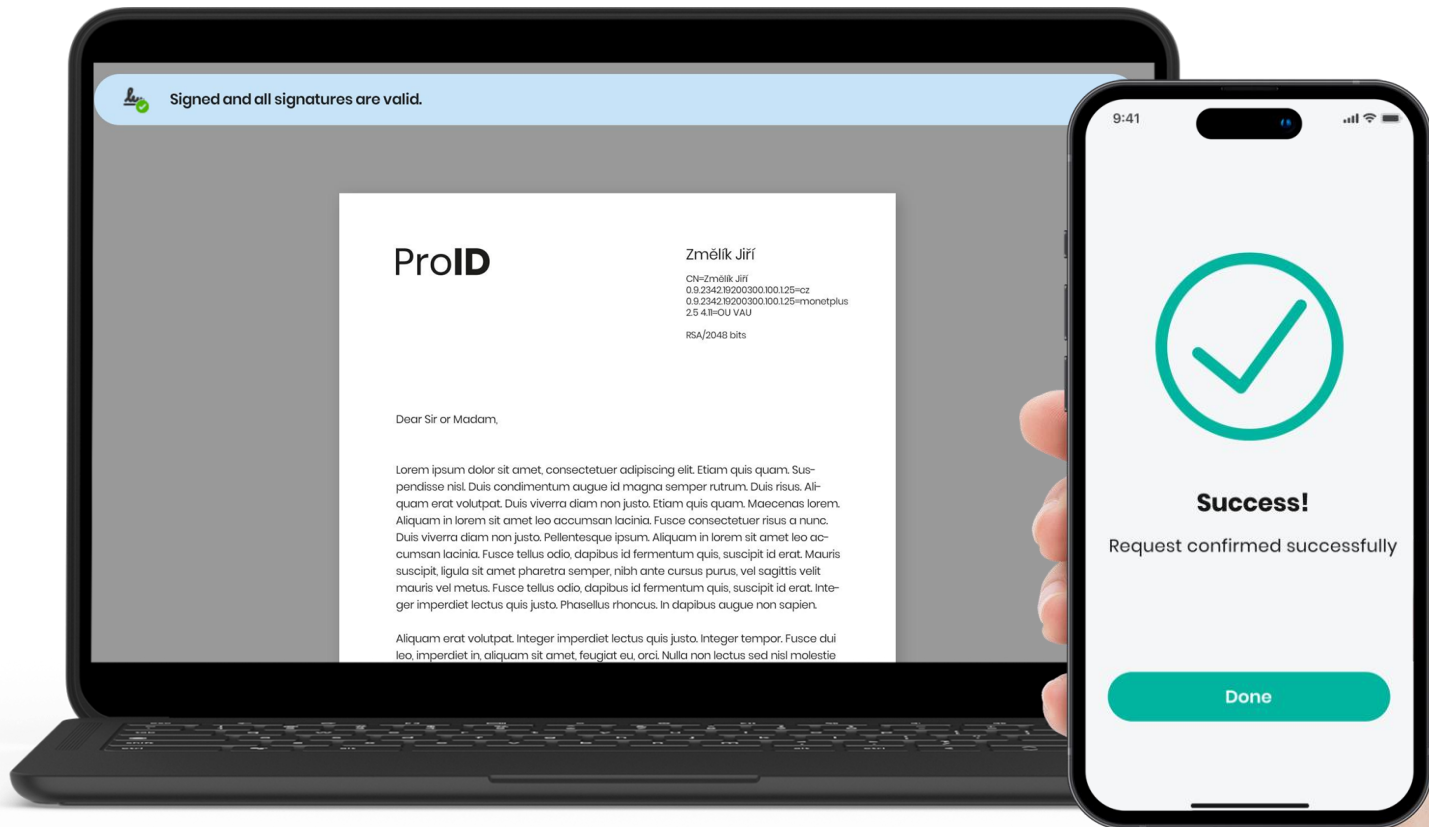 Signed and all signatures are valid.
ProID
Změlík Jiří
CN=Změlík Jiří
0.9.2342.19200300.100.1.25=cz
0.9.2342.19200300.100.1.25=monetplus
2.5 4.11=OU VAU
RSA/2048 bits
Dear Sir or Madam,
Lorem ipsum dolor sit amet, consectetuer adipiscing elit. Etiam quis quam. Sus-
pendisse nisl. Duis condimentum augue id magna semper rutrum. Duis risus. Ali-
quam erat volutpat. Duis viverra diam non justo. Etiam quis quam. Maecenas lorem.
Aliquam in lorem sit amet leo accumsan lacinia. Fusce consectetuer risus a nunc.
Duis viverra diam non justo. Pellentesque ipsum. Aliquam in lorem sit amet leo ac-
cumsan lacinia. Fusce tellus odio, dapibus id fermentum quis, suscipit id erat. Mauris
suscipit, ligula sit amet pharetra semper, nibh ante cursus purus, vel sagittis velit
mauris vel metus. Fusce tellus odio, dapibus id fermentum quis, suscipit id erat. Inte-
ger imperdiet lectus quis justo. Phasellus rhoncus. In dapibus augue non sapien.
Aliquam erat volutpat. Integer imperdiet lectus quis justo. Integer tempor. Fusce dui
leo, imperdiet in, aliquam sit amet, feugiat eu, orci. Nulla non lectus sed nisl molestie
9:41
Success!
Request confirmed successfully
Done